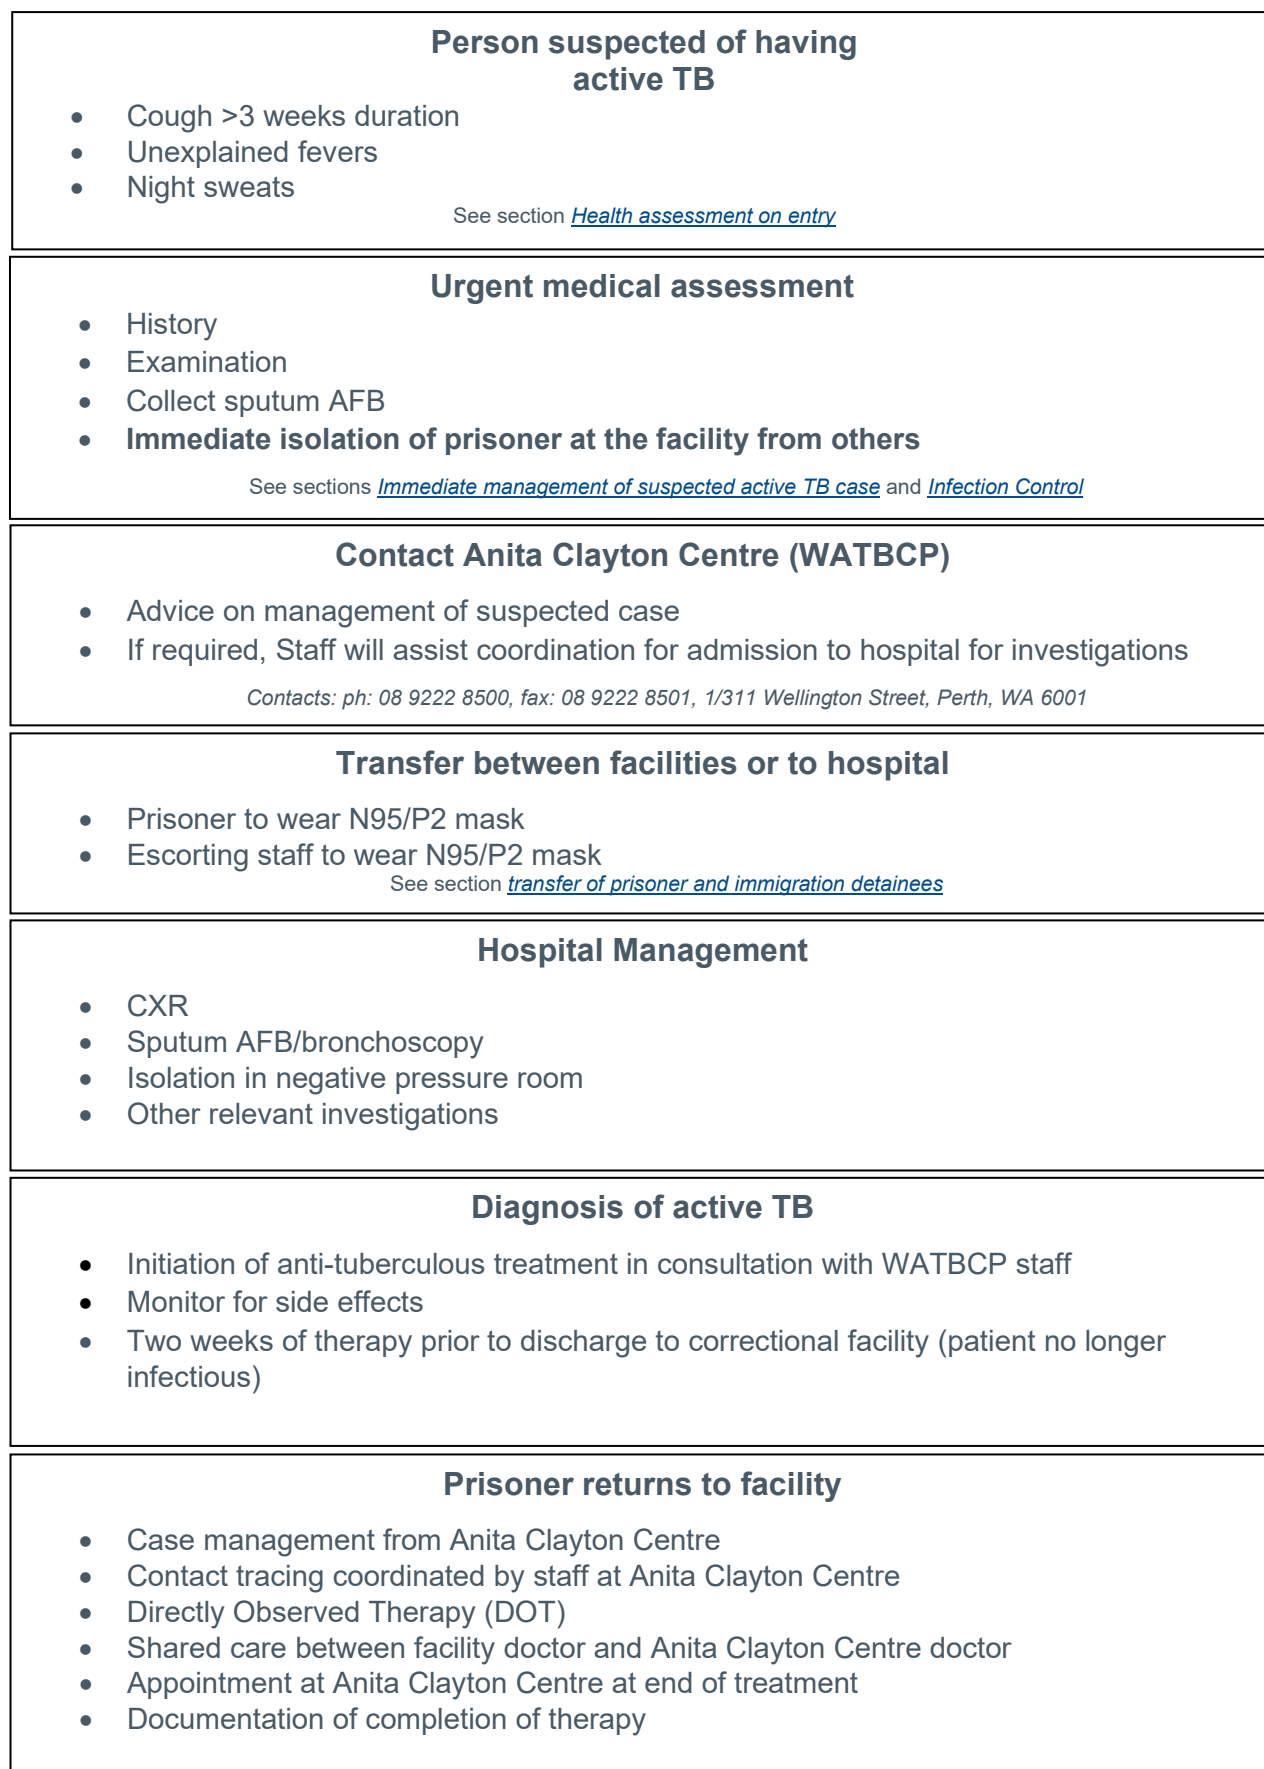 Person suspected of having
active TB
• Cough >3 weeks duration
• Unexplained fevers
• Night sweats
See section Health assessment on entry
Urgent medical assessment
• History
• Examination
• Collect sputum AFB
• Immediate isolation of prisoner at the facility from others
See sections Immediate management of suspected active TB case and Infection Control
Contact Anita Clayton Centre (WATBCP)
• Advice on management of suspected case
• If required, Staff will assist coordination for admission to hospital for investigations
Contacts: ph: 08 9222 8500, fax: 08 9222 8501, 1/311 Wellington Street, Perth, WA 6001
Transfer between facilities or to hospital
• Prisoner to wear N95/P2 mask
• Escorting staff to wear N95/P2 mask
See section transfer of prisoner and immigration detainees
Hospital Management
• CXR
• Sputum AFB/bronchoscopy
• Isolation in negative pressure room
• Other relevant investigations
Diagnosis of active TB
• Initiation of anti-tuberculous treatment in consultation with WATBCP staff
• Monitor for side effects
• Two weeks of therapy prior to discharge to correctional facility (patient no longer
infectious)
Prisoner returns to facility
• Case management from Anita Clayton Centre
• Contact tracing coordinated by staff at Anita Clayton Centre
• Directly Observed Therapy (DOT)
• Shared care between facility doctor and Anita Clayton Centre doctor
• Appointment at Anita Clayton Centre at end of treatment
• Documentation of completion of therapy